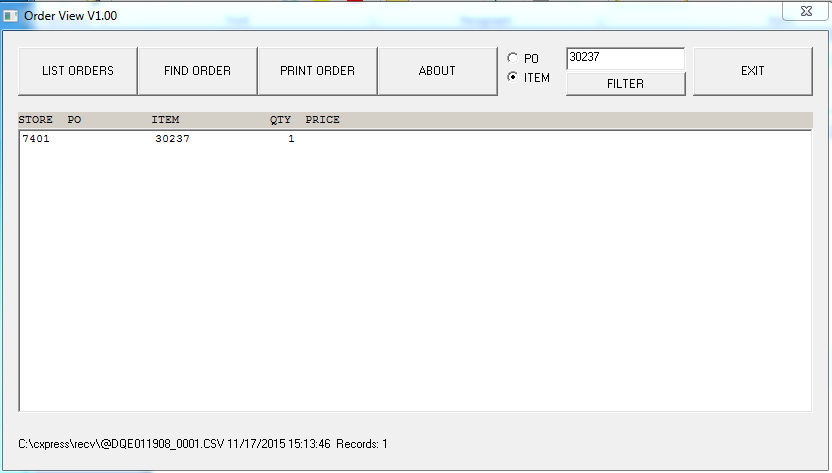 Order View V1.00
LIST ORDERS FIND ORDER PRINT ORDER ABOUT PO 30237 EXIT
ITEM FILTER
STORE PO ITEM QTY PRICE
7401 30237 1
C:\cxpress\recv\@DQE011908_0001.CSV 11/17/2015 15:13:46 Records: 1